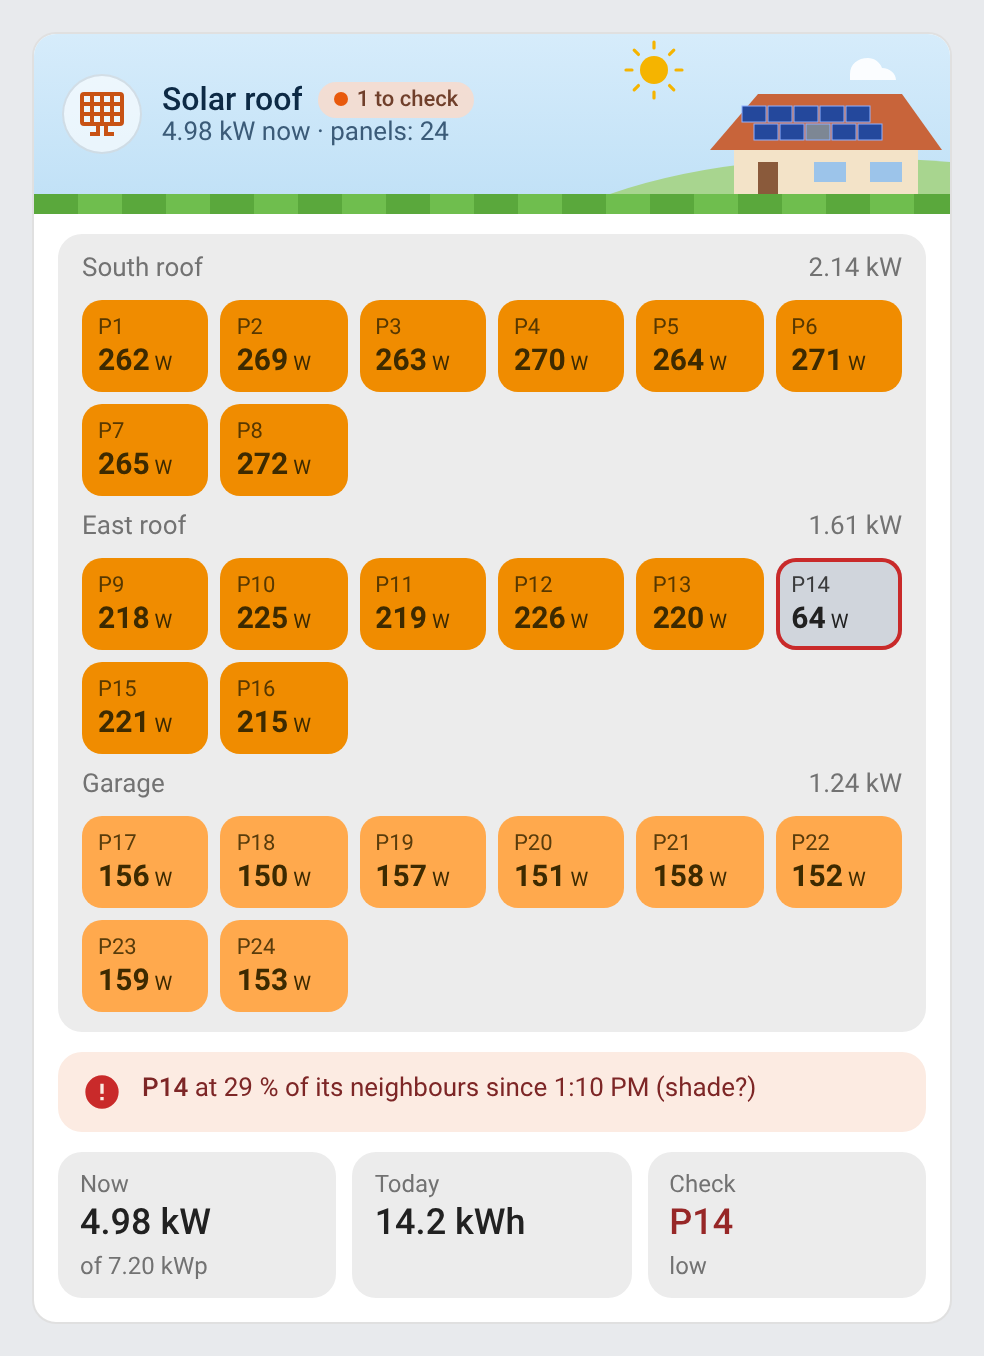 Solar roof 1 to check
4.98 kW now · panels: 24
South roof 2.14 kW
P1 P2 P3 P4 P5 P6
262 W 269 W 263 W 270 W 264 W 271 W
P7 P8
265 W 272 W
East roof 1.61 kW
P9 P10 P11 P12 P13 P14
218 W 225 W 219 W 226 W 220 W 64 W
P15 P16
221 W 215 W
Garage 1.24 kW
P17 P18 P19 P20 P21 P22
156 W 150 W 157 W 151 W 158 W 152 W
P23 P24
159 W 153 W
P14 at 29 % of its neighbours since 1:10 PM (shade?)
Now Today Check
4.98 kW 14.2 kWh P14
of 7.20 kWp low